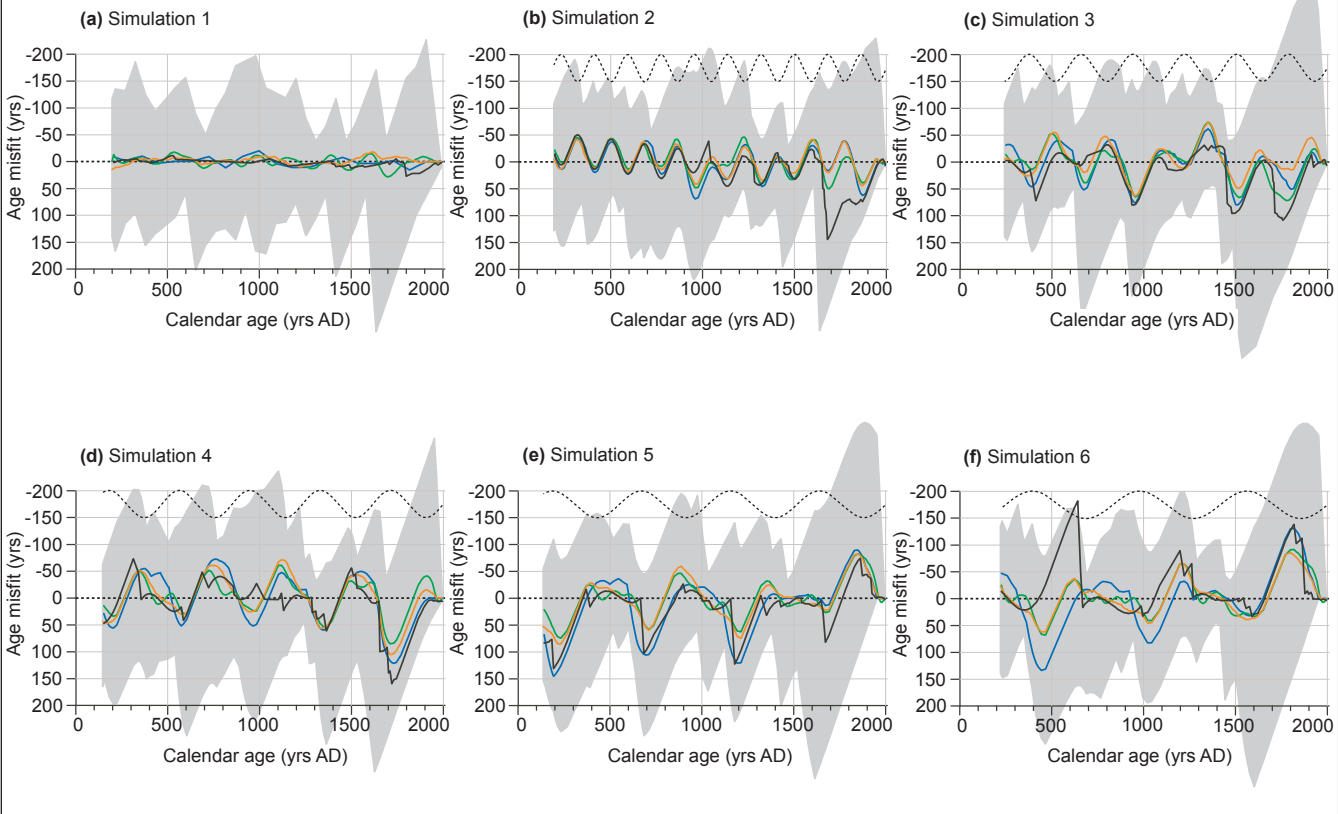 (a) Simulation 1
(b) Simulation 2
(c) Simulation 3
-200
-150
-100
-50
0
50
100
150
200
Age misfit (yrs)
0 500 1000 1500 2000
Calendar age (yrs AD)
-200
-150
-100
-50
0
50
100
150
200
Age misfit (yrs)
0 500 1000 1500 2000
Calendar age (yrs AD)
-200
-150
-100
-50
0
50
100
150
200
Age misfit (yrs)
0 500 1000 1500 2000
Calendar age (yrs AD)
(d) Simulation 4
(e) Simulation 5
(f) Simulation 6
-200
-150
-100
-50
0
50
100
150
200
Age misfit (yrs)
0 500 1000 1500 2000
Calendar age (yrs AD)
-200
-150
-100
-50
0
50
100
150
200
Age misfit (yrs)
0 500 1000 1500 2000
Calendar age (yrs AD)
-200
-150
-100
-50
0
50
100
150
200
Age misfit (yrs)
0 500 1000 1500 2000
Calendar age (yrs AD)